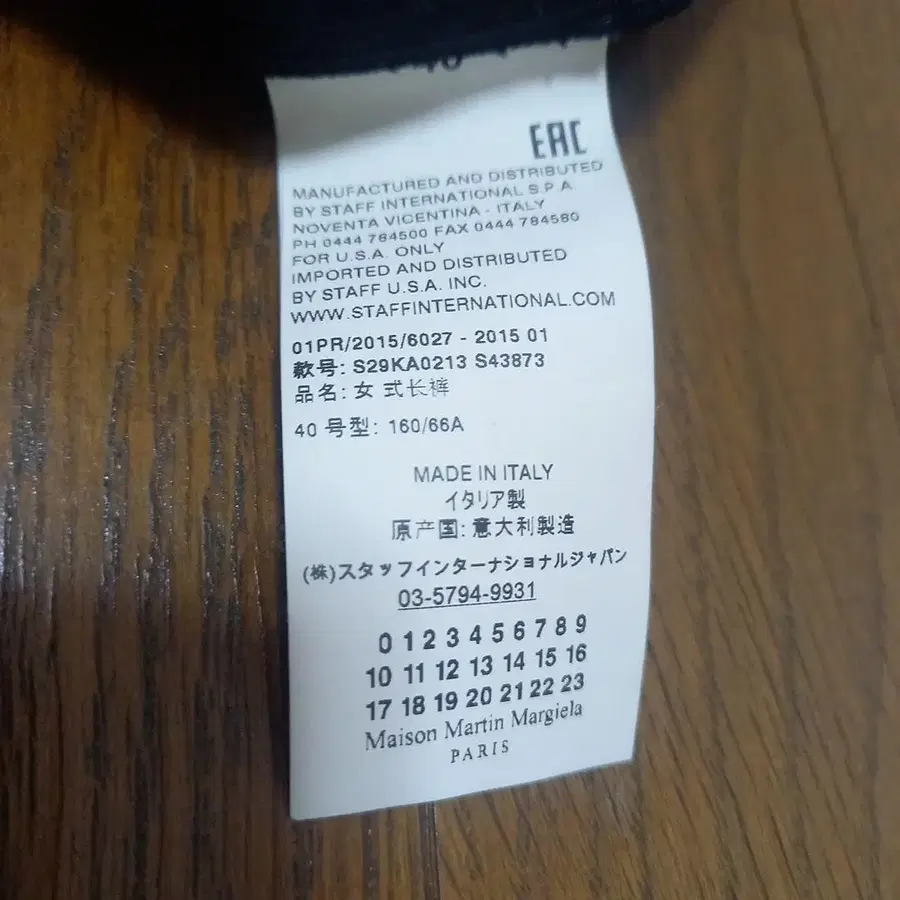 EAC
MANUFACTURED AND DISTRIBUTED
BY STAFF INTERNATIONAL S.P.A
NOVENTA VICENTINA - ITALY
PH 0444 784500 FAX 0444 784580
FOR U.S.A. ONLY
IMPORTED AND DISTRIBUTED
BY STAFF U.S.A. INC.
WWW.STAFFINTERNATIONAL.COM
01PR/2015/6027 - 2015 01
款号: S29KA0213 S43873
品名: 女 式长裤
40 号型: 160/66A
MADE IN ITALY
イタリア製
原产国: 意大利製造
(株)スタッフインターナショナルジャパン
03-5794-9931
0 1 2 3 4 5 6 7 8 9
10 11 12 13 14 15 16
17 18 19 20 21 22 23
Maison Martin Margiela
PARIS